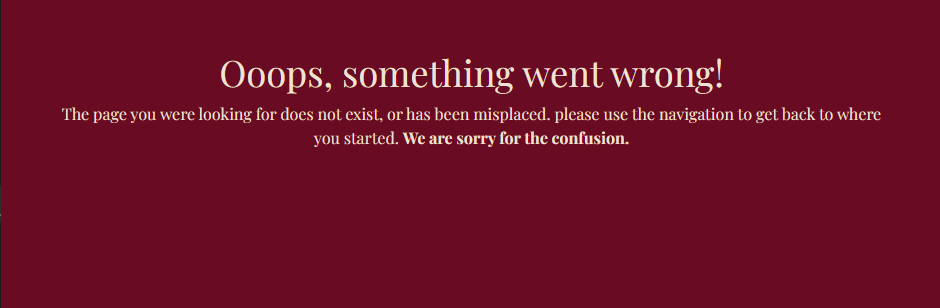 Ooops, something went wrong!
The page you were looking for does not exist, or has been misplaced. please use the navigation to get back to where
you started. We are sorry for the confusion.